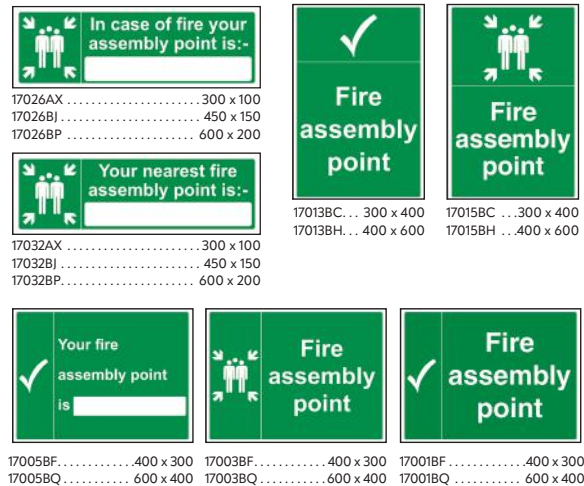 In case of fire your
assembly point is:-
17026AX ......................300 x 100
17026BJ ...................... 450 x 150
17026BP...................... 600 x 200
Your nearest fire
assembly point is:-
17032AX ......................300 x 100
17032BJ ...................... 450 x 150
17032BP...................... 600 x 200
Fire
assembly
point
17013BC... 300 x 400
17013BH... 400 x 600
Fire
assembly
point
17015BC ...300 x 400
17015BH ...400 x 600
Your fire
assembly point
is
17005BF............400 x 300
17005BQ .......... 600 x 400
Fire
assembly
point
17003BF............400 x 300
17003BQ ...........600 x 400
Fire
assembly
point
17001BF ............400 x 300
17001BQ .......... 600 x 400